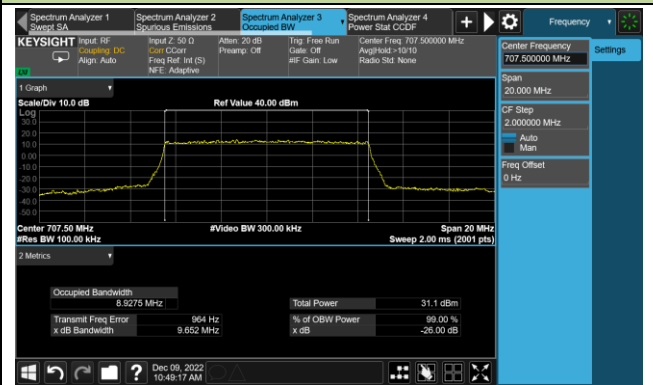 Spectrum Analyzer 1
Swept SA
Spectrum Analyzer 2
Spurious Emissions
Spectrum Analyzer 3
Occupied BW
Spectrum Analyzer 4
Power Stat CCDF
Frequency
KEYSIGHT
Input: RF
Coupling: DC
Align: Auto
Input Z: 50 Ω
Corr CCorr
Freq Ref: Int (S)
NFE: Adaptive
Atten: 20 dB
Preamp: Off
Trig: Free Run
Gate: Off
#IF Gain: Low
Center Freq: 707.500000 MHz
Avg|Hold:>10/10
Radio Std: None
Center Frequency
707.500000 MHz
Settings
Span
20.000 MHz
CF Step
2.000000 MHz
Auto
Man
Freq Offset
0 Hz
1 Graph
Scale/Div 10.0 dB
Ref Value 40.00 dBm
Log
30.0
20.0
10.0
0.00
-10.0
-20.0
-30.0
-40.0
-50.0
Center 707.50 MHz
#Video BW 300.00 kHz
Span 20 MHz
#Res BW 100.00 kHz
Sweep 2.00 ms (2001 pts)
2 Metrics
Occupied Bandwidth
8.9275 MHz
Total Power
31.1 dBm
Transmit Freq Error
964 Hz
% of OBW Power
99.00 %
x dB Bandwidth
9.652 MHz
x dB
-26.00 dB
Dec 09, 2022
10:49:17 AM